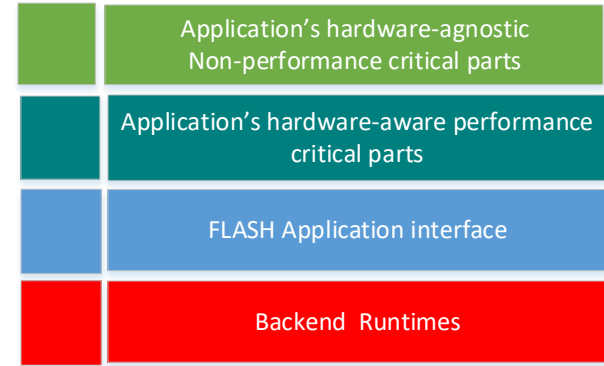 Application’s hardware-agnostic
Non-performance critical parts
Application’s hardware-aware performance
critical parts
FLASH Application interface
Backend Runtimes